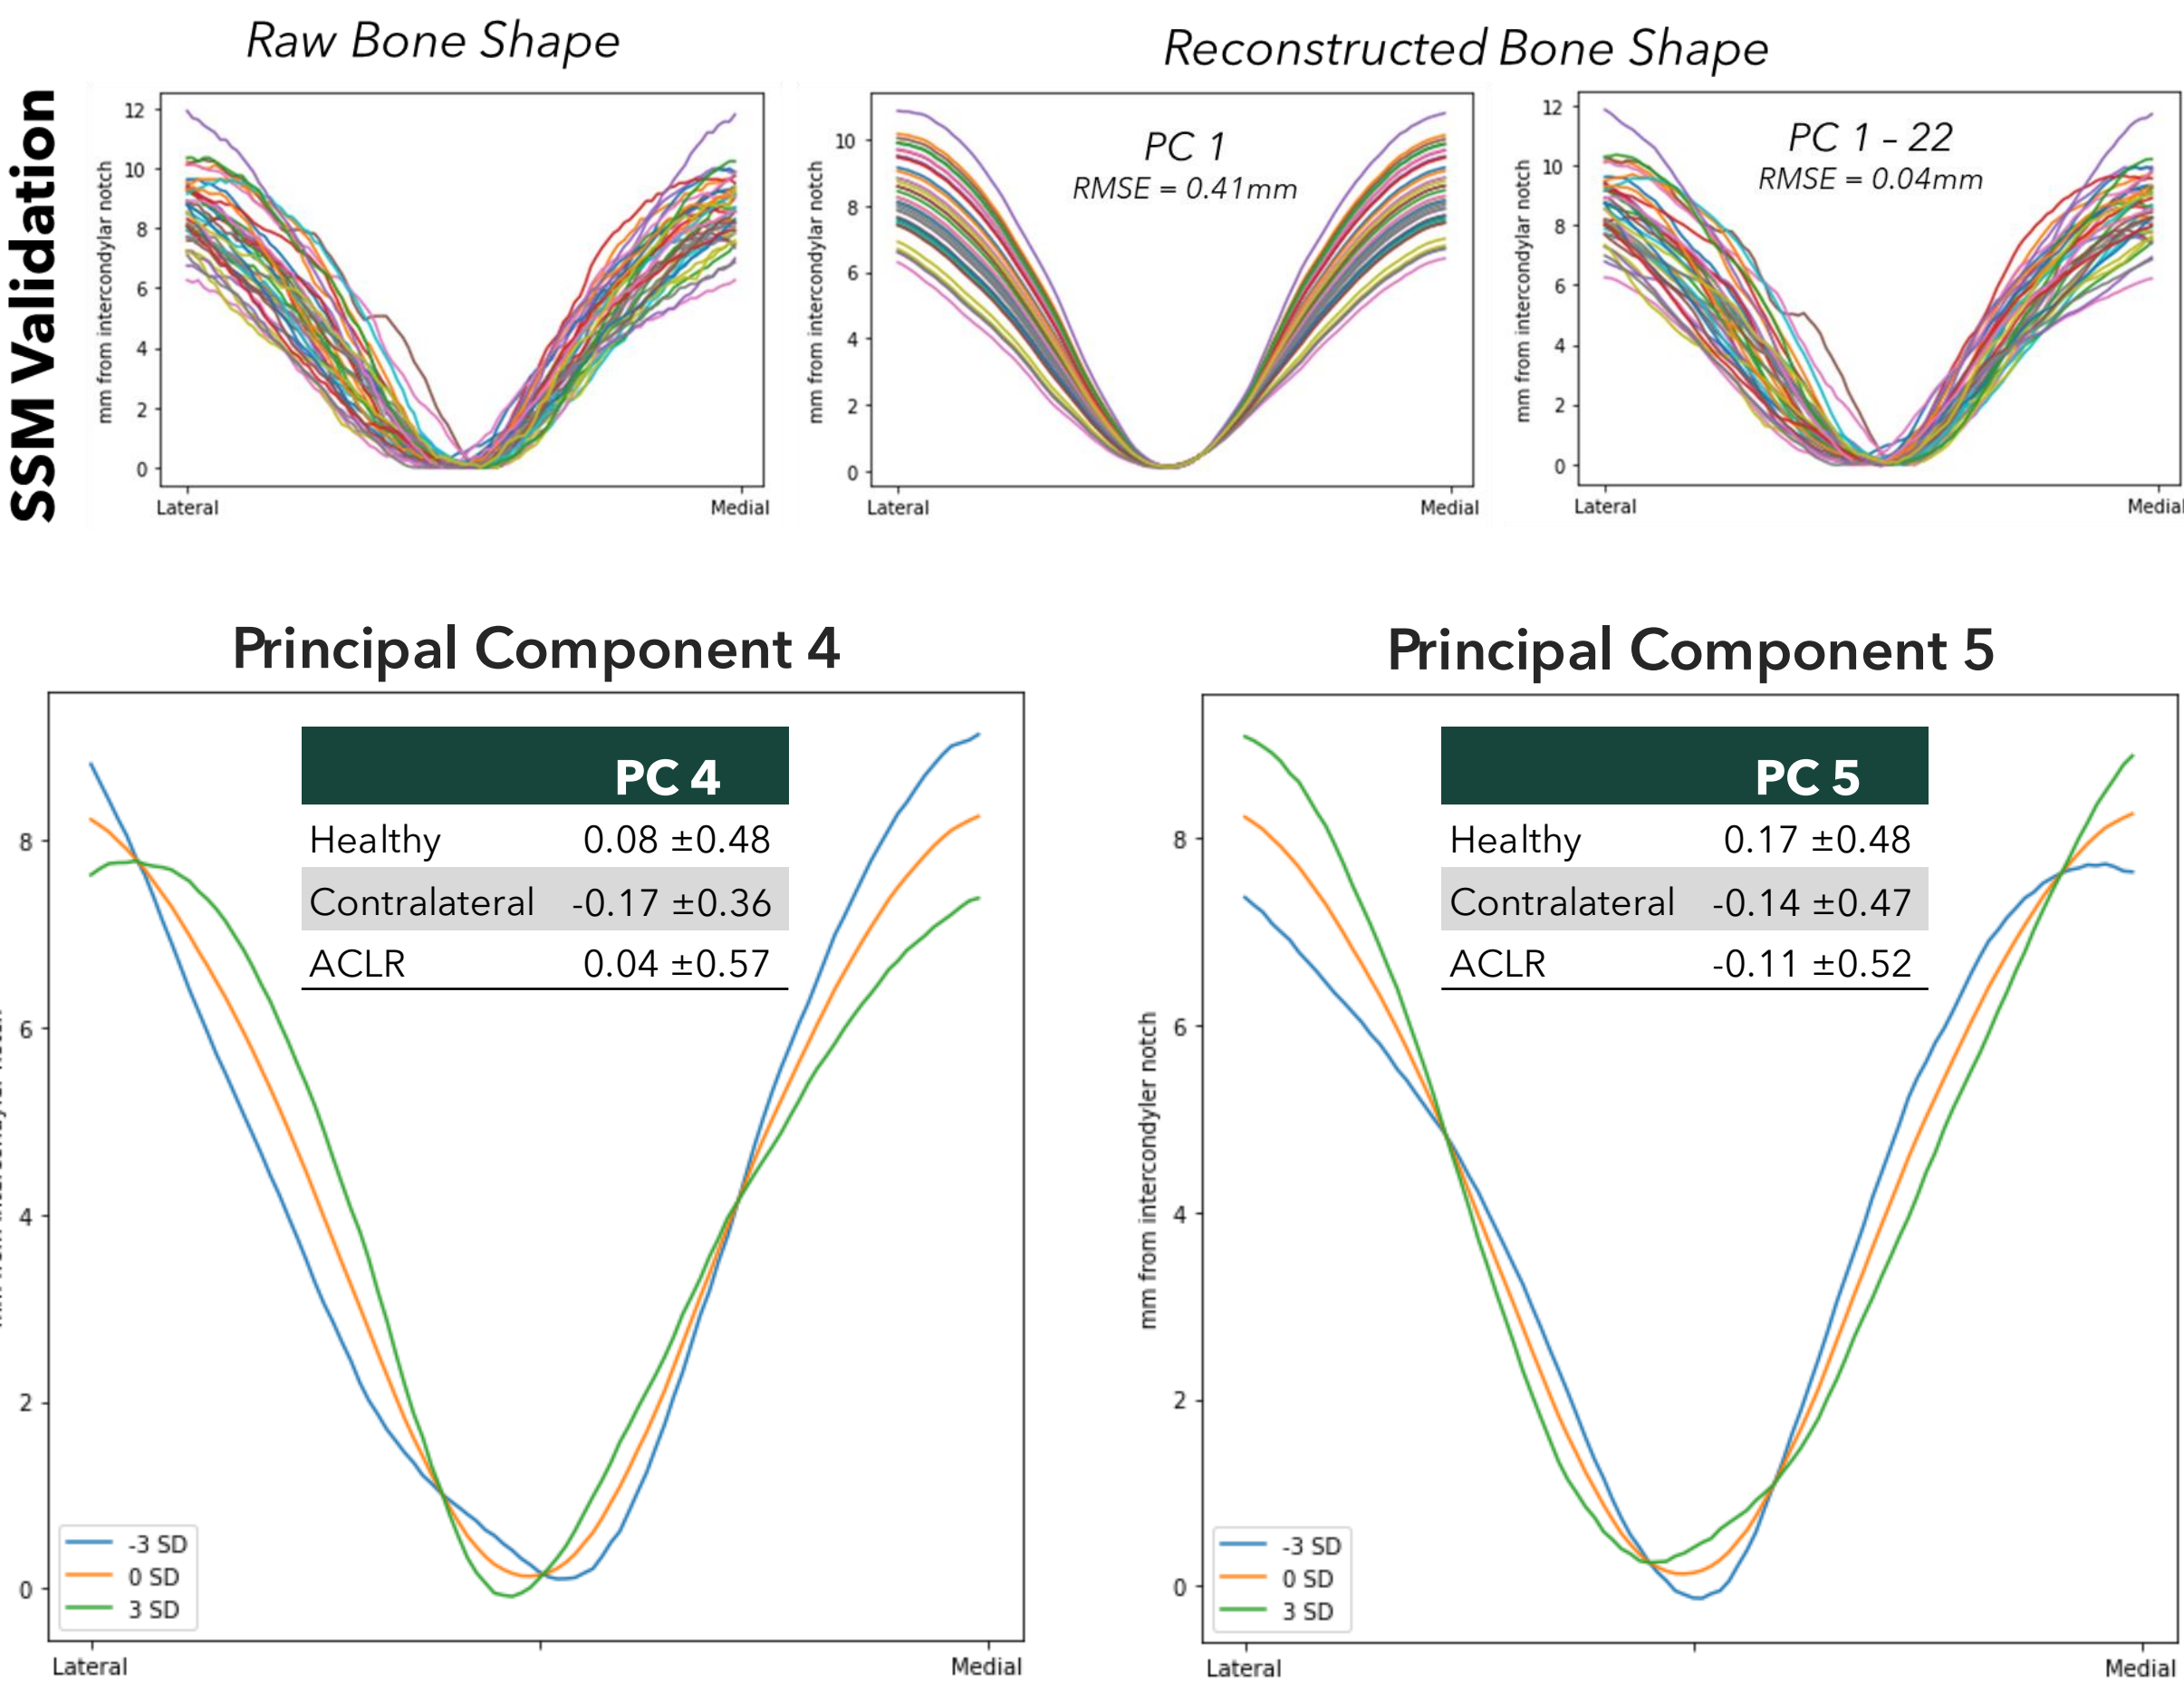 Raw Bone Shape
Reconstructed Bone Shape
SSM Validation
mm from intercondylar notch
12
10
8
6
4
2
0
Lateral
Medial
mm from intercondylar notch
PC 1
RMSE = 0.41mm
10
8
6
4
2
0
Lateral
Medial
mm from intercondylar notch
PC 1 – 22
RMSE = 0.04mm
12
10
8
6
4
2
0
Lateral
Medial
Principal Component 4
PC 4
Healthy 0.08 ±0.48
Contralateral -0.17 ±0.36
ACLR 0.04 ±0.57
8
6
4
2
0
-3 SD
0 SD
3 SD
Lateral
Medial
Principal Component 5
PC 5
Healthy 0.17 ±0.48
Contralateral -0.14 ±0.47
ACLR -0.11 ±0.52
mm from intercondyler notch
8
6
4
2
0
-3 SD
0 SD
3 SD
Lateral
Medial